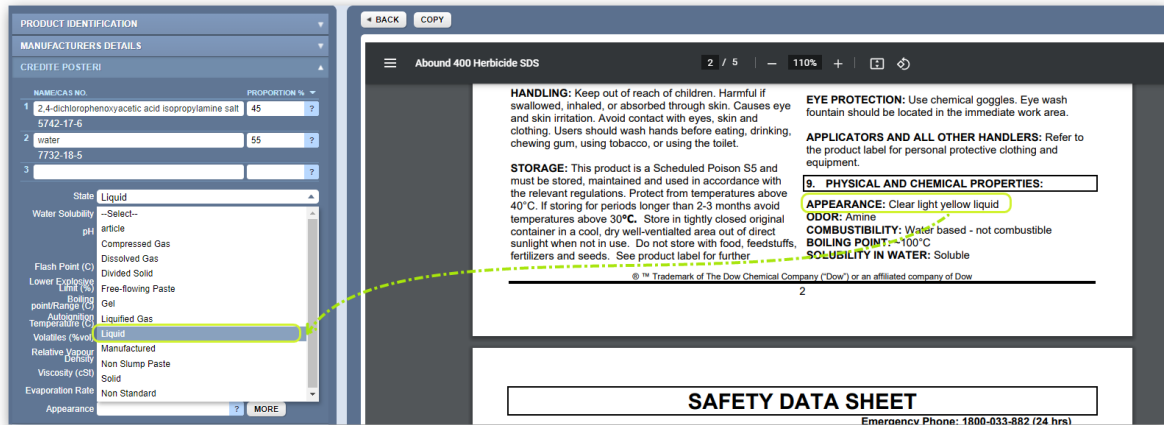 PRODUCT IDENTIFICATION
MANUFACTURERS DETAILS
CREDITE POSTERI
NAME/CAS NO. PROPORTION %
1 2,4-dichlorophenoxyacetic acid isopropylamine salt 45 ?
5742-17-6
2 water 55 ?
7732-18-5
3 ?
State Liquid
Water Solubility
pH
Flash Point (C)
Lower Explosive
Limit (%)
Boiling
point/Range (C)
Autoignition
Temperature (C)
Volatiles (%vol)
Relative Vapour
Density
Viscosity (cSt)
Evaporation Rate
Appearance ? MORE
--Select--
article
Compressed Gas
Dissolved Gas
Divided Solid
Free-flowing Paste
Gel
Liquified Gas
Liquid
Manufactured
Non Slump Paste
Solid
Non Standard
BACK COPY
Abound 400 Herbicide SDS 2 / 5 110%
HANDLING: Keep out of reach of children. Harmful if
swallowed, inhaled, or absorbed through skin. Causes eye
and skin irritation. Avoid contact with eyes, skin and
clothing. Users should wash hands before eating, drinking,
chewing gum, using tobacco, or using the toilet.
STORAGE: This product is a Scheduled Poison S5 and
must be stored, maintained and used in accordance with
the relevant regulations. Protect from temperatures above
40°C. If storing for periods longer than 2-3 months avoid
temperatures above 30°C. Store in tightly closed original
container in a cool, dry well-ventialted area out of direct
sunlight when not in use. Do not store with food, feedstuffs,
fertilizers and seeds. See product label for further
EYE PROTECTION: Use chemical goggles. Eye wash
fountain should be located in the immediate work area.
APPLICATORS AND ALL OTHER HANDLERS: Refer to
the product label for personal protective clothing and
equipment.
9. PHYSICAL AND CHEMICAL PROPERTIES:
APPEARANCE: Clear light yellow liquid
ODOR: Amine
COMBUSTIBILITY: Water based - not combustible
BOILING POINT: ~100°C
SOLUBILITY IN WATER: Soluble
® ™ Trademark of The Dow Chemical Company ("Dow") or an affiliated company of Dow
2
SAFETY DATA SHEET
Emergency Phone: 1800-033-882 (24 hrs)